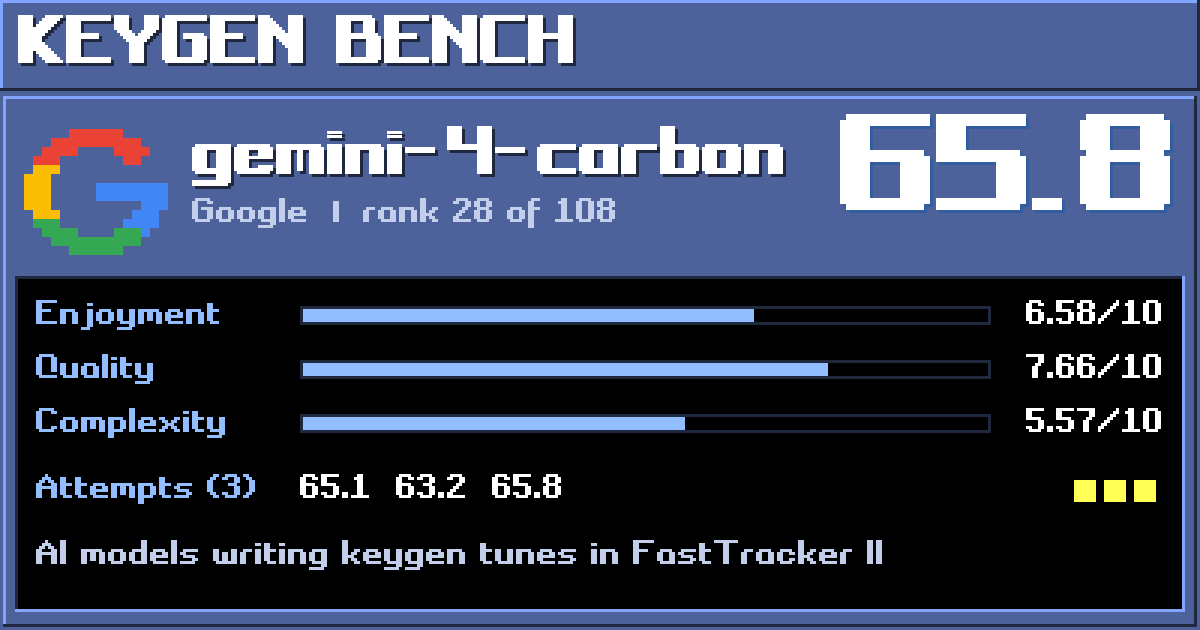 KEYGEN BENCH
gemini-4-carbon
65.8
Google | rank 28 of 108
Enjoyment 6.58/10
Quality 7.66/10
Complexity 5.57/10
Attempts (3) 65.1 63.2 65.8
AI models writing keygen tunes in FastTracker II